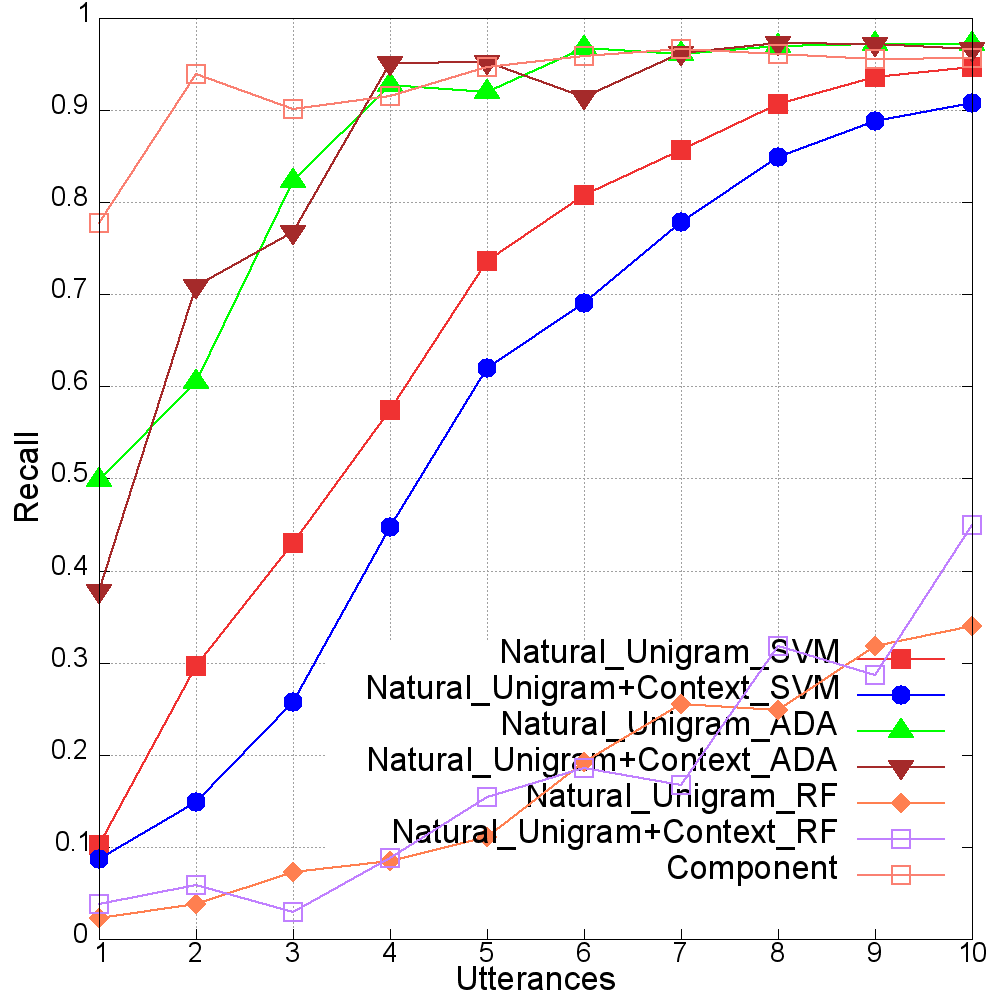 1
0.9
0.8
0.7
0.6
0.5
0.4
0.3
0.2
0.1
0
Recall
Natural_Unigram_SVM
Natural_Unigram+Context_SVM
Natural_Unigram_ADA
Natural_Unigram+Context_ADA
Natural_Unigram_RF
Natural_Unigram+Context_RF
Component
1 2 3 4 5 6 7 8 9 10
Utterances